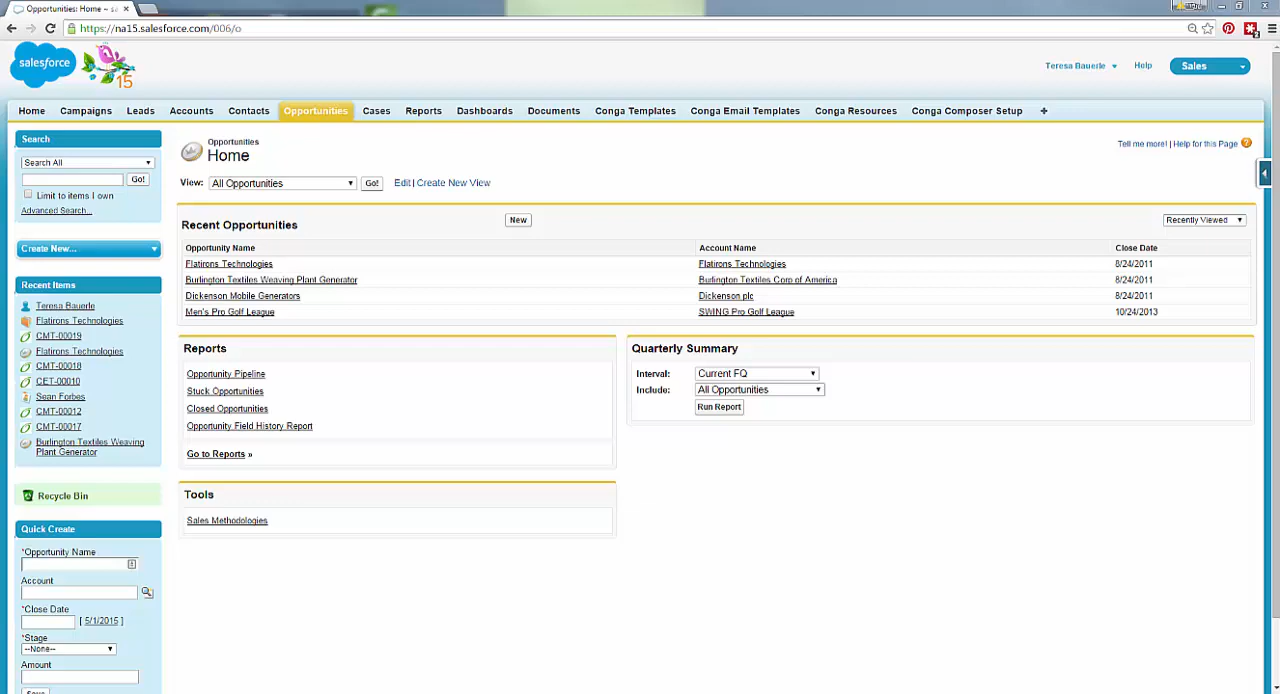 Opportunities: Home ~
https://na15.salesforce.com/006/o
salesforce
15
Teresa Bauerle
Help
Sales
Home
Campaigns
Leads
Accounts
Contacts
Opportunities
Cases
Reports
Dashboards
Documents
Conga Templates
Conga Email Templates
Conga Resources
Conga Composer Setup
+
Search
Search All
Go!
Limit to items I own
Advanced Search...
Create New...
Recent Items
Teresa Bauerle
Flatirons Technologies
CMT-00019
Flatirons Technologies
CMT-00018
CET-00010
Sean Forbes
CMT-00012
CMT-00017
Burlington Textiles Weaving
Plant Generator
Recycle Bin
Quick Create
*Opportunity Name
Account
*Close Date
[ 5/1/2015 ]
*Stage
--None--
Amount
Save
Opportunities
Home
Tell me more! | Help for this Page
View: All Opportunities Go! Edit | Create New View
Recent Opportunities
New
Recently Viewed
Opportunity Name Account Name Close Date
Flatirons Technologies Flatirons Technologies 8/24/2011
Burlington Textiles Weaving Plant Generator Burlington Textiles Corp of America 8/24/2011
Dickenson Mobile Generators Dickenson plc 8/24/2011
Men's Pro Golf League SWING Pro Golf League 10/24/2013
Reports
Opportunity Pipeline
Stuck Opportunities
Closed Opportunities
Opportunity Field History Report
Go to Reports »
Quarterly Summary
Interval: Current FQ
Include: All Opportunities
Run Report
Tools
Sales Methodologies